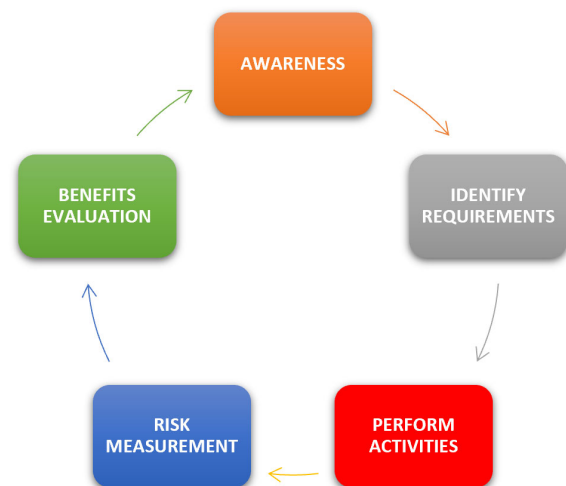 AWARENESS
IDENTIFY
REQUIREMENTS
PERFORM
ACTIVITIES
RISK
MEASUREMENT
BENEFITS
EVALUATION